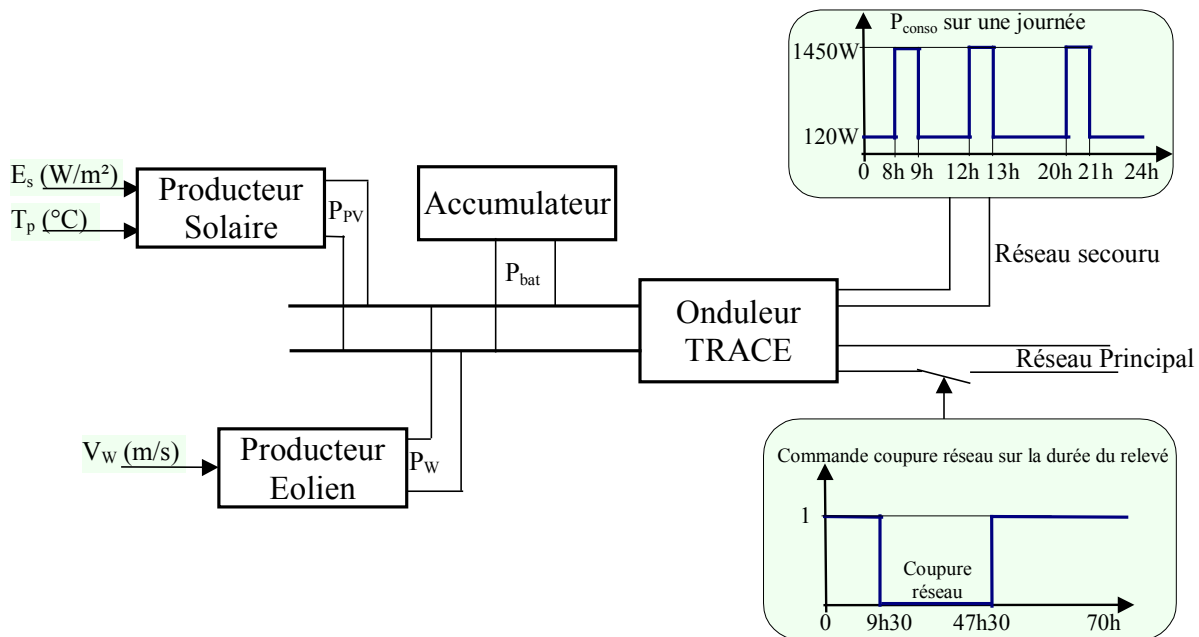 P_conso sur une journée
1450W
120W
0 8h 9h 12h 13h 20h 21h 24h
E_s (W/m²)
T_p (°C)
Producteur
Solaire
P_PV
Accumulateur
P_bat
Réseau secouru
Onduleur
TRACE
Réseau Principal
V_W (m/s)
Producteur
Eolien
P_W
Commande coupure réseau sur la durée du relevé
1
Coupure
réseau
0 9h30 47h30 70h